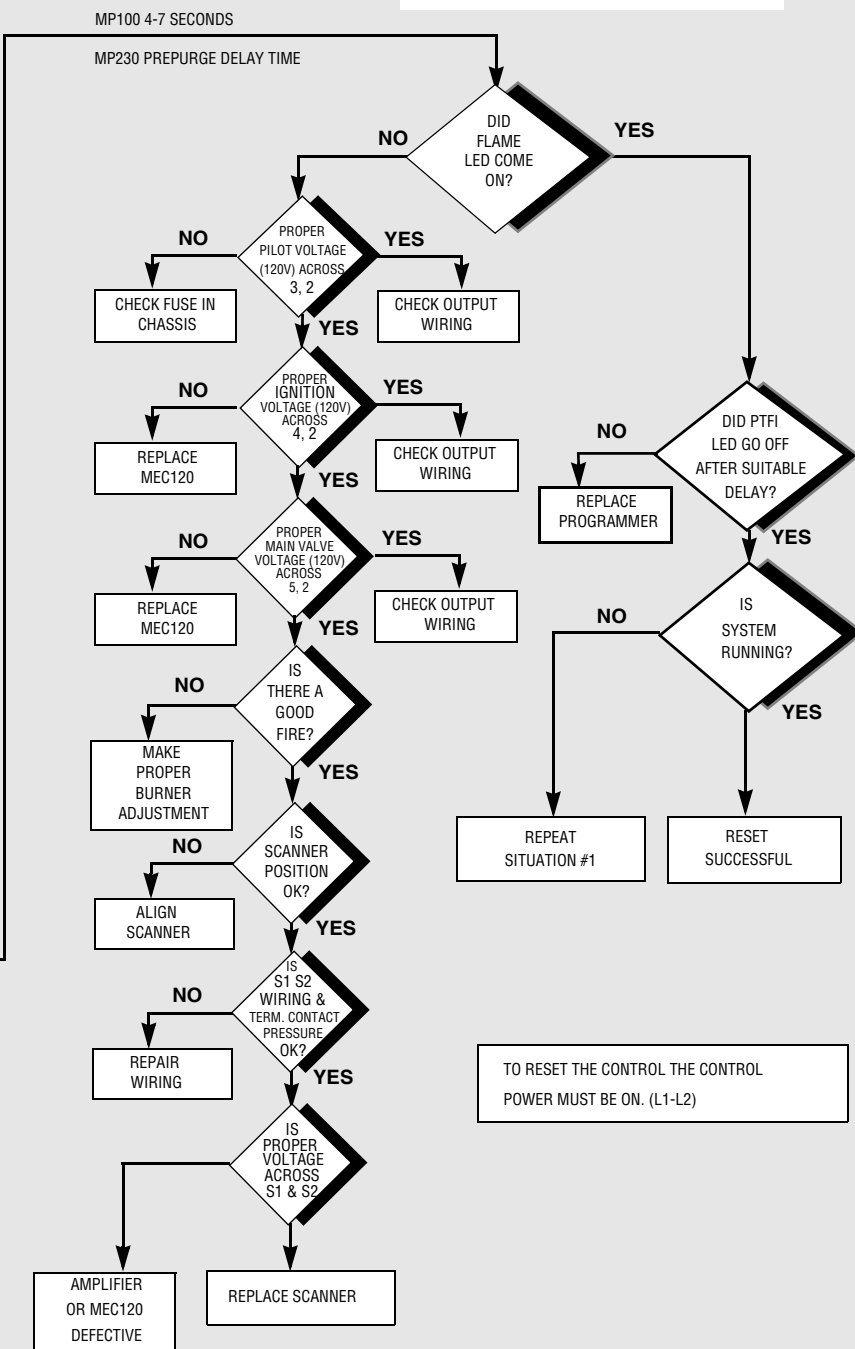 MP100 4-7 SECONDS
MP230 PREPURGE DELAY TIME
DID
FLAME
LED COME
ON?
NO
YES
PROPER
PILOT VOLTAGE
(120V) ACROSS
3, 2
NO
YES
CHECK FUSE IN
CHASSIS
CHECK OUTPUT
WIRING
YES
PROPER
IGNITION
VOLTAGE (120V)
ACROSS
4, 2
NO
YES
REPLACE
MEC120
CHECK OUTPUT
WIRING
YES
PROPER
MAIN VALVE
VOLTAGE (120V)
ACROSS
5, 2
NO
YES
REPLACE
MEC120
CHECK OUTPUT
WIRING
YES
IS
THERE A
GOOD
FIRE?
NO
MAKE
PROPER
BURNER
ADJUSTMENT
YES
IS
SCANNER
POSITION
OK?
NO
ALIGN
SCANNER
YES
IS
S1 S2
WIRING &
TERM. CONTACT
PRESSURE
OK?
NO
REPAIR
WIRING
YES
IS
PROPER
VOLTAGE
ACROSS
S1 & S2
AMPLIFIER
OR MEC120
DEFECTIVE
REPLACE SCANNER
DID PTFI
LED GO OFF
AFTER SUITABLE
DELAY?
NO
REPLACE
PROGRAMMER
YES
IS
SYSTEM
RUNNING?
NO
YES
REPEAT
SITUATION #1
RESET
SUCCESSFUL
TO RESET THE CONTROL THE CONTROL
POWER MUST BE ON. (L1-L2)